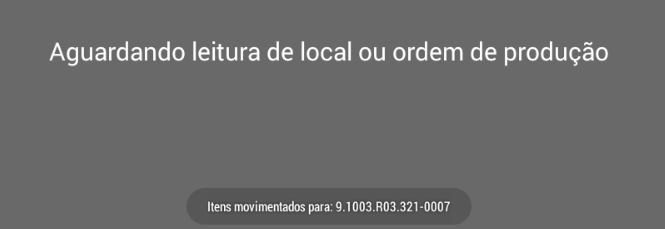 Aguardando leitura de local ou ordem de produção
Itens movimentados para: 9.1003.R03.321-0007